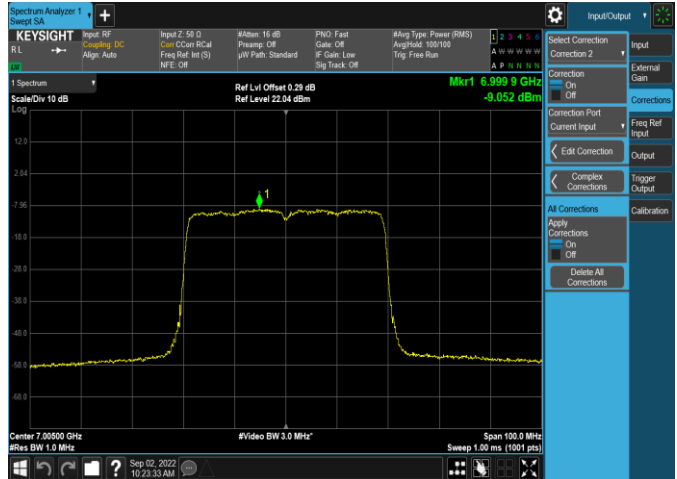 Spectrum Analyzer 1
Swept SA
Input/Output
KEYSIGHT
RL
Input: RF
Coupling: DC
Align: Auto
Input Z: 50 Ω
Corr CCorr RCal
Freq Ref: Int (S)
NFE: Off
#Atten: 16 dB
Preamp: Off
µW Path: Standard
PNO: Fast
Gate: Off
IF Gain: Low
Sig Track: Off
#Avg Type: Power (RMS)
Avg|Hold: 100/100
Trig: Free Run
1 2 3 4 5 6
A W W W W W
A P N N N N
1 Spectrum
Scale/Div 10 dB
Log
Ref Lvl Offset 0.29 dB
Ref Level 22.04 dBm
Mkr1 6.999 9 GHz
-9.052 dBm
12.0
2.04
-7.96
1
-18.0
-28.0
-38.0
-48.0
-58.0
-68.0
Center 7.00500 GHz
#Res BW 1.0 MHz
#Video BW 3.0 MHz*
Span 100.0 MHz
Sweep 1.00 ms (1001 pts)
Sep 02, 2022
10:23:33 AM
Select Correction
Correction 2
Correction
On
Off
Correction Port
Current Input
Edit Correction
Complex
Corrections
All Corrections
Apply
Corrections
On
Off
Delete All
Corrections
Input
External
Gain
Corrections
Freq Ref
Input
Output
Trigger
Output
Calibration